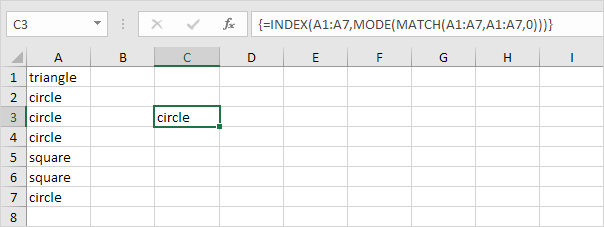 C3 fx {=INDEX(A1:A7,MODE(MATCH(A1:A7,A1:A7,0)))}
A B C D E F G H I
1 triangle
2 circle
3 circle circle
4 circle
5 square
6 square
7 circle
8